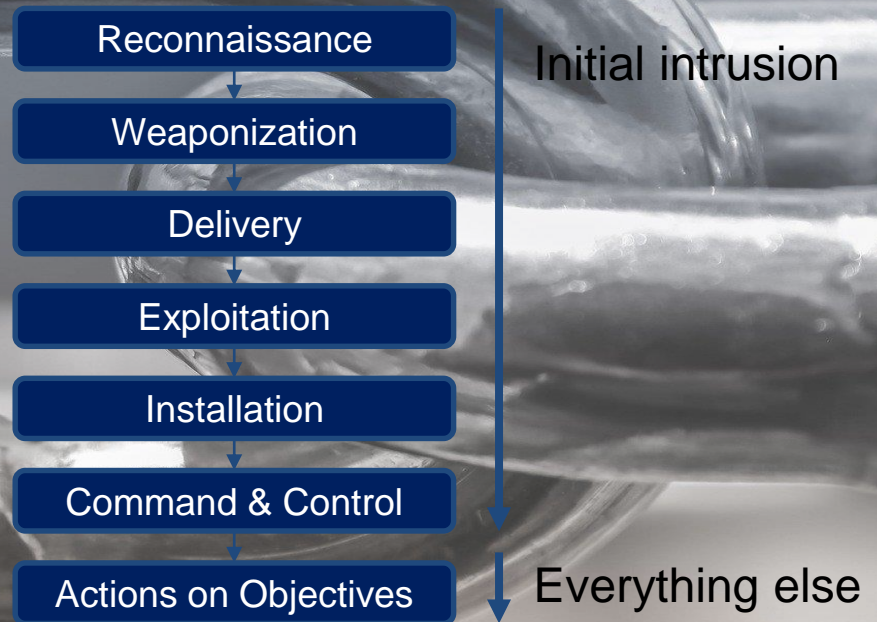 Reconnaissance
Initial intrusion
Weaponization
Delivery
Exploitation
Installation
Command & Control
Actions on Objectives
Everything else